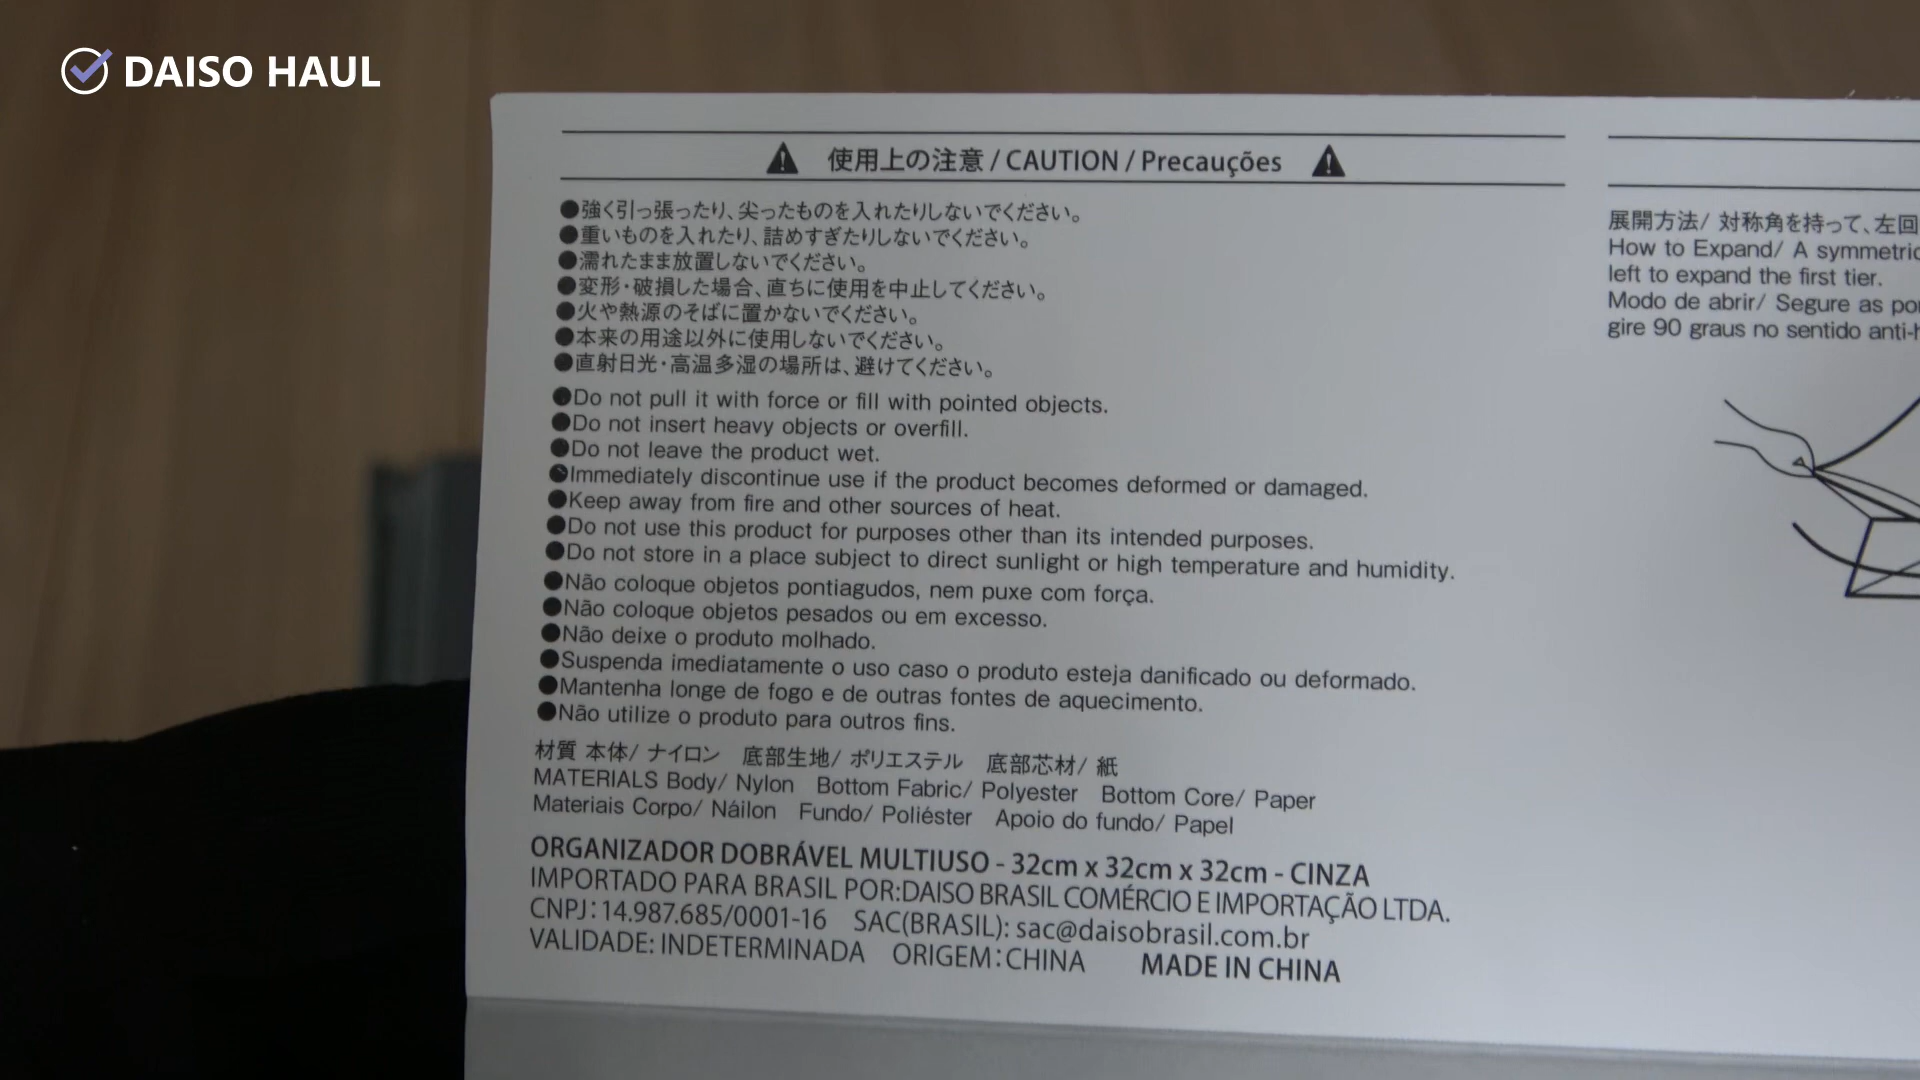 DAISO HAUL
使用上の注意 / CAUTION / Precauções
●強く引っ張ったり、尖ったものを入れたりしないでください。
●重いものを入れたり、詰めすぎたりしないでください。
●濡れたまま放置しないでください。
●変形・破損した場合、直ちに使用を中止してください。
●火や熱源のそばに置かないでください。
●本来の用途以外に使用しないでください。
●直射日光・高温多湿の場所は、避けてください。
●Do not pull it with force or fill with pointed objects.
●Do not insert heavy objects or overfill.
●Do not leave the product wet.
●Immediately discontinue use if the product becomes deformed or damaged.
●Keep away from fire and other sources of heat.
●Do not use this product for purposes other than its intended purposes.
●Do not store in a place subject to direct sunlight or high temperature and humidity.
●Não coloque objetos pontiagudos, nem puxe com força.
●Não coloque objetos pesados ou em excesso.
●Não deixe o produto molhado.
●Suspenda imediatamente o uso caso o produto esteja danificado ou deformado.
●Mantenha longe de fogo e de outras fontes de aquecimento.
●Não utilize o produto para outros fins.
材質 本体/ ナイロン 底部生地/ ポリエステル 底部芯材/ 紙
MATERIALS Body/ Nylon Bottom Fabric/ Polyester Bottom Core/ Paper
Materiais Corpo/ Náilon Fundo/ Poliéster Apoio do fundo/ Papel
ORGANIZADOR DOBRÁVEL MULTIUSO - 32cm x 32cm x 32cm - CINZA
IMPORTADO PARA BRASIL POR:DAISO BRASIL COMÉRCIO E IMPORTAÇÃO LTDA.
CNPJ:14.987.685/0001-16 SAC(BRASIL): sac@daisobrasil.com.br
VALIDADE: INDETERMINADA ORIGEM:CHINA MADE IN CHINA
展開方法/ 対称角を持って、左回
How to Expand/ A symmetric
left to expand the first tier.
Modo de abrir/ Segure as po
gire 90 graus no sentido anti-h